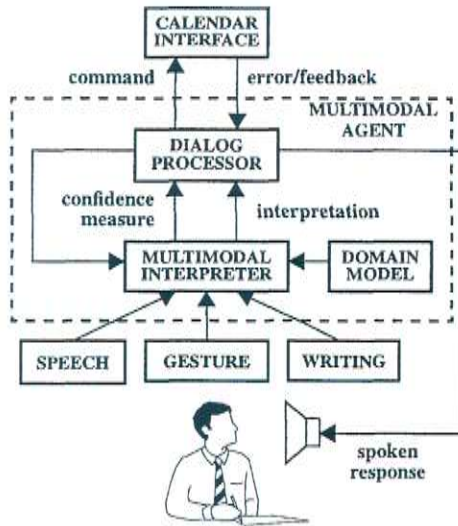 CALENDAR
INTERFACE
command
error/feedback
MULTIMODAL
AGENT
DIALOG
PROCESSOR
confidence
measure
interpretation
MULTIMODAL
INTERPRETER
DOMAIN
MODEL
SPEECH
GESTURE
WRITING
spoken
response